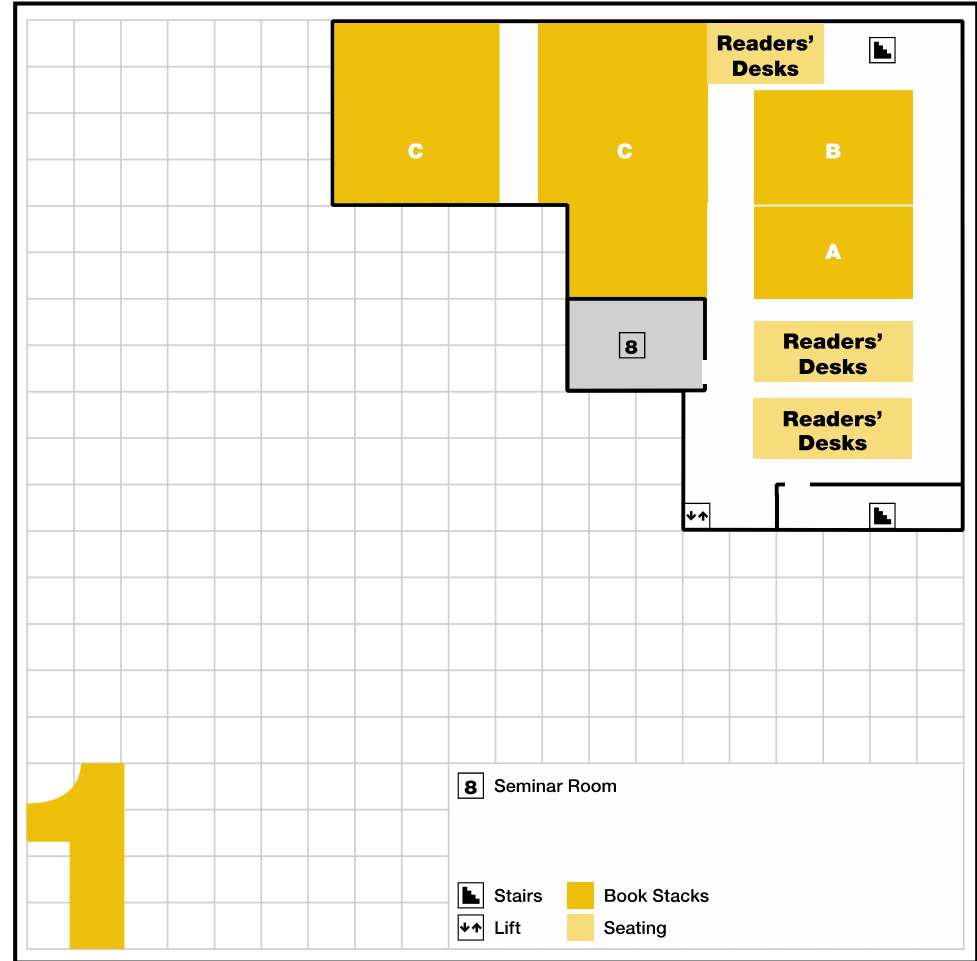 Readers’
Desks
C
C
B
A
8
Readers’
Desks
Readers’
Desks
1
8 Seminar Room
Stairs
Book Stacks
Lift
Seating